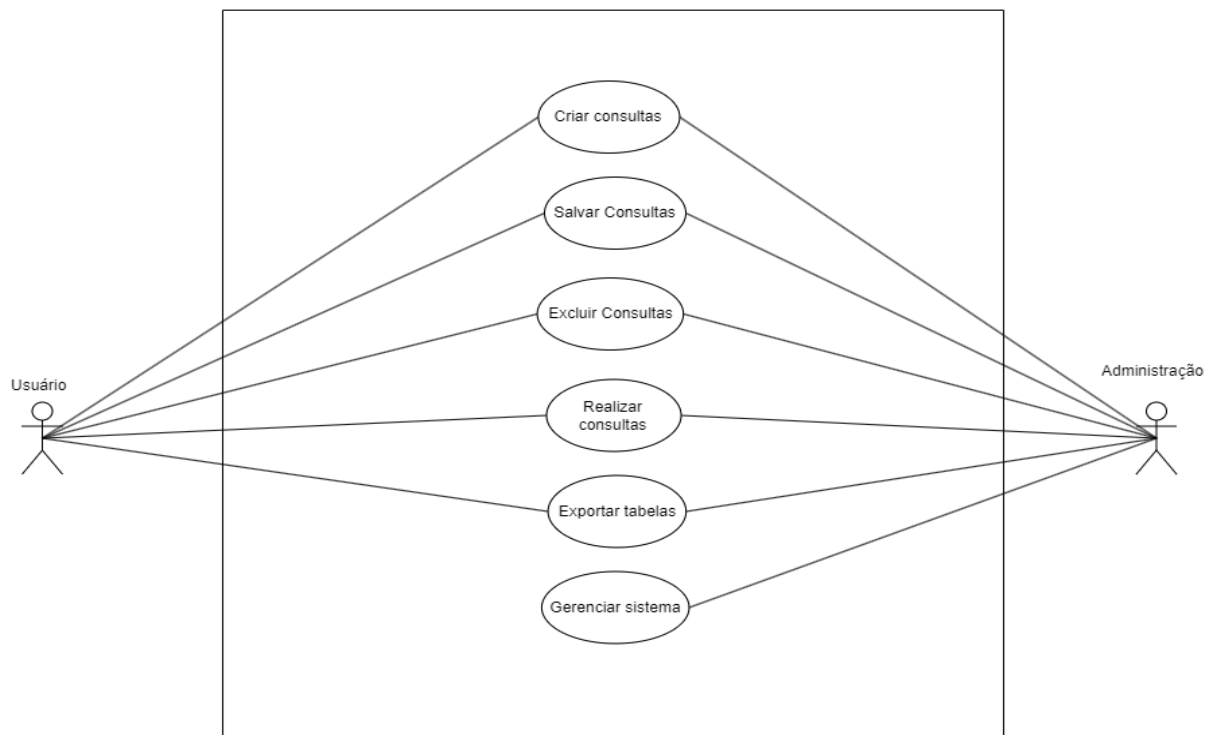 Criar consultas
Salvar Consultas
Excluir Consultas
Usuário
Administração
Realizar
consultas
Exportar tabelas
Gerenciar sistema